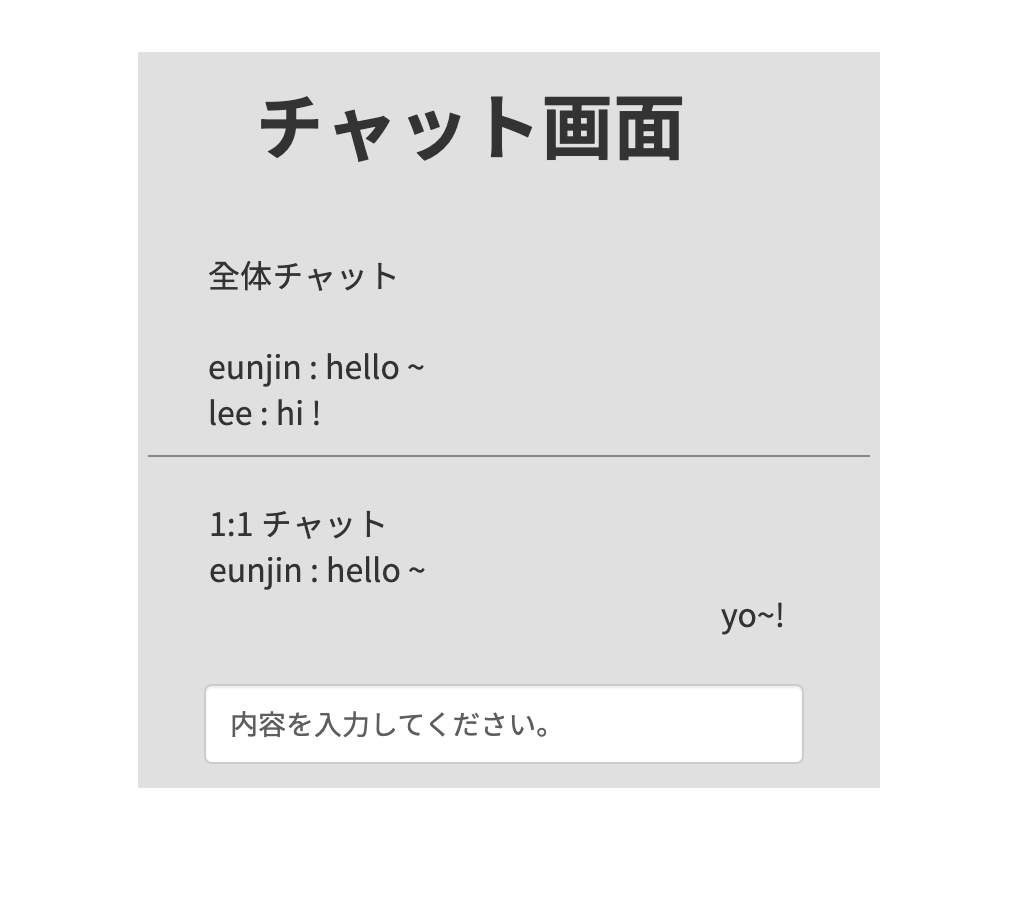 チャット画面
全体チャット
eunjin : hello ~
lee : hi !
1:1 チャット
eunjin : hello ~
yo~!
内容を入力してください。